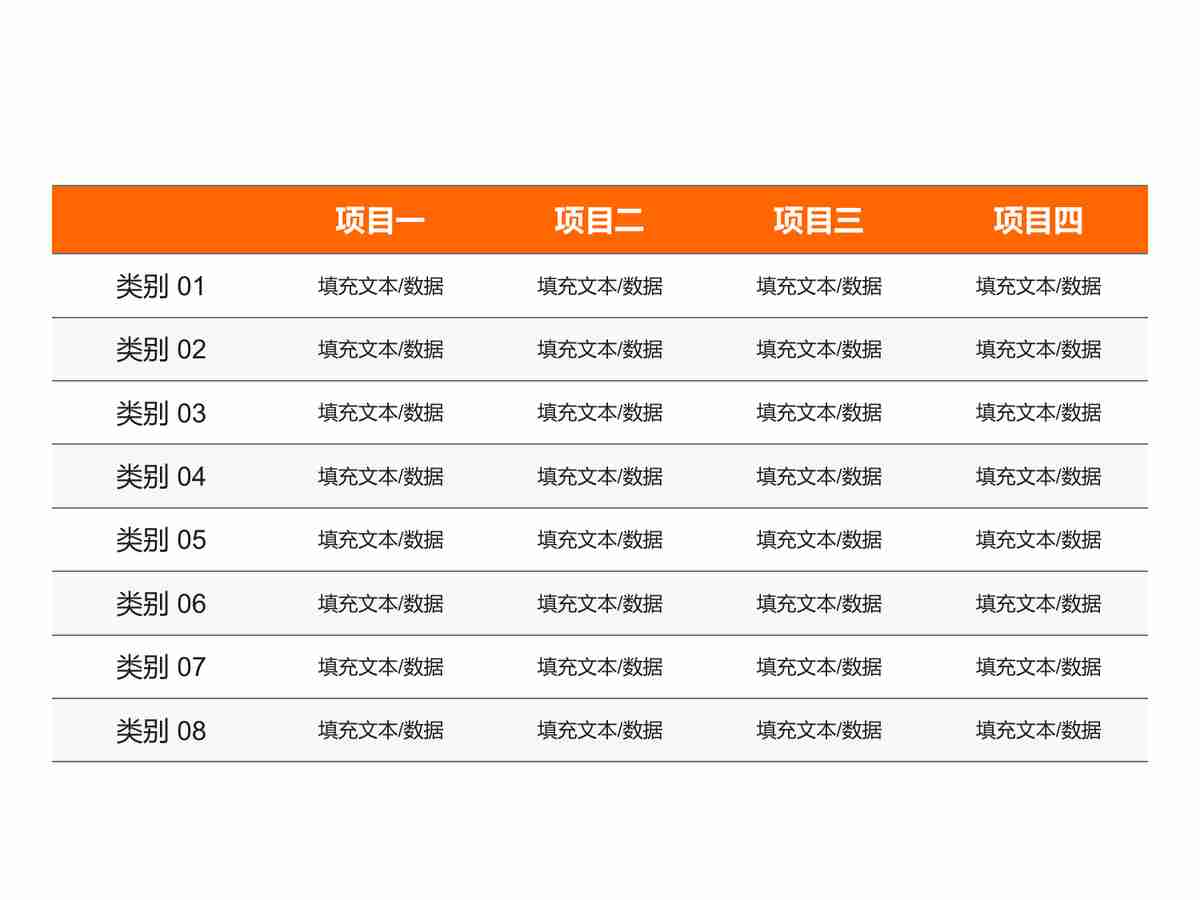 项目一 项目二 项目三 项目四
类别 01 填充文本/数据 填充文本/数据 填充文本/数据 填充文本/数据
类别 02 填充文本/数据 填充文本/数据 填充文本/数据 填充文本/数据
类别 03 填充文本/数据 填充文本/数据 填充文本/数据 填充文本/数据
类别 04 填充文本/数据 填充文本/数据 填充文本/数据 填充文本/数据
类别 05 填充文本/数据 填充文本/数据 填充文本/数据 填充文本/数据
类别 06 填充文本/数据 填充文本/数据 填充文本/数据 填充文本/数据
类别 07 填充文本/数据 填充文本/数据 填充文本/数据 填充文本/数据
类别 08 填充文本/数据 填充文本/数据 填充文本/数据 填充文本/数据